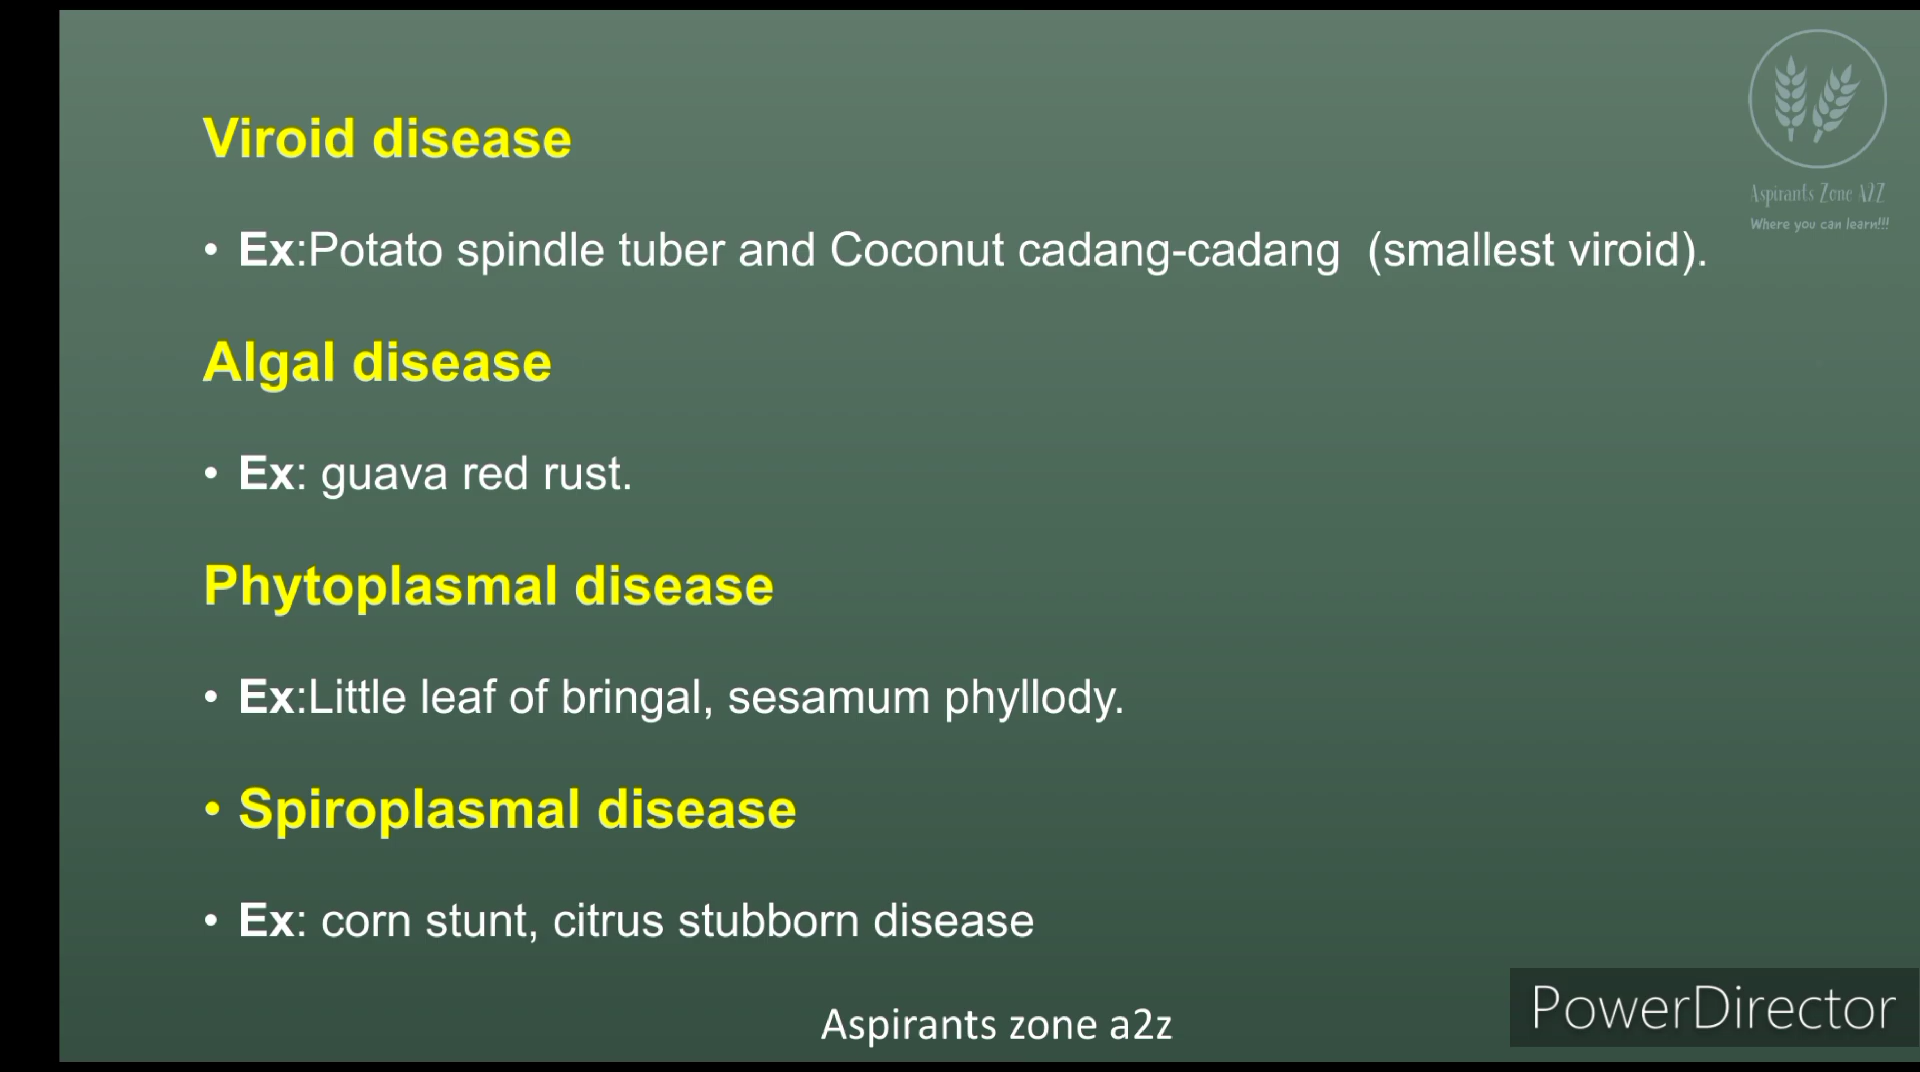 Aspirants Zone A2Z
Where you can learn!!!
Viroid disease
• Ex:Potato spindle tuber and Coconut cadang-cadang (smallest viroid).
Algal disease
• Ex: guava red rust.
Phytoplasmal disease
• Ex:Little leaf of bringal, sesamum phyllody.
• Spiroplasmal disease
• Ex: corn stunt, citrus stubborn disease
Aspirants zone a2z
PowerDirector